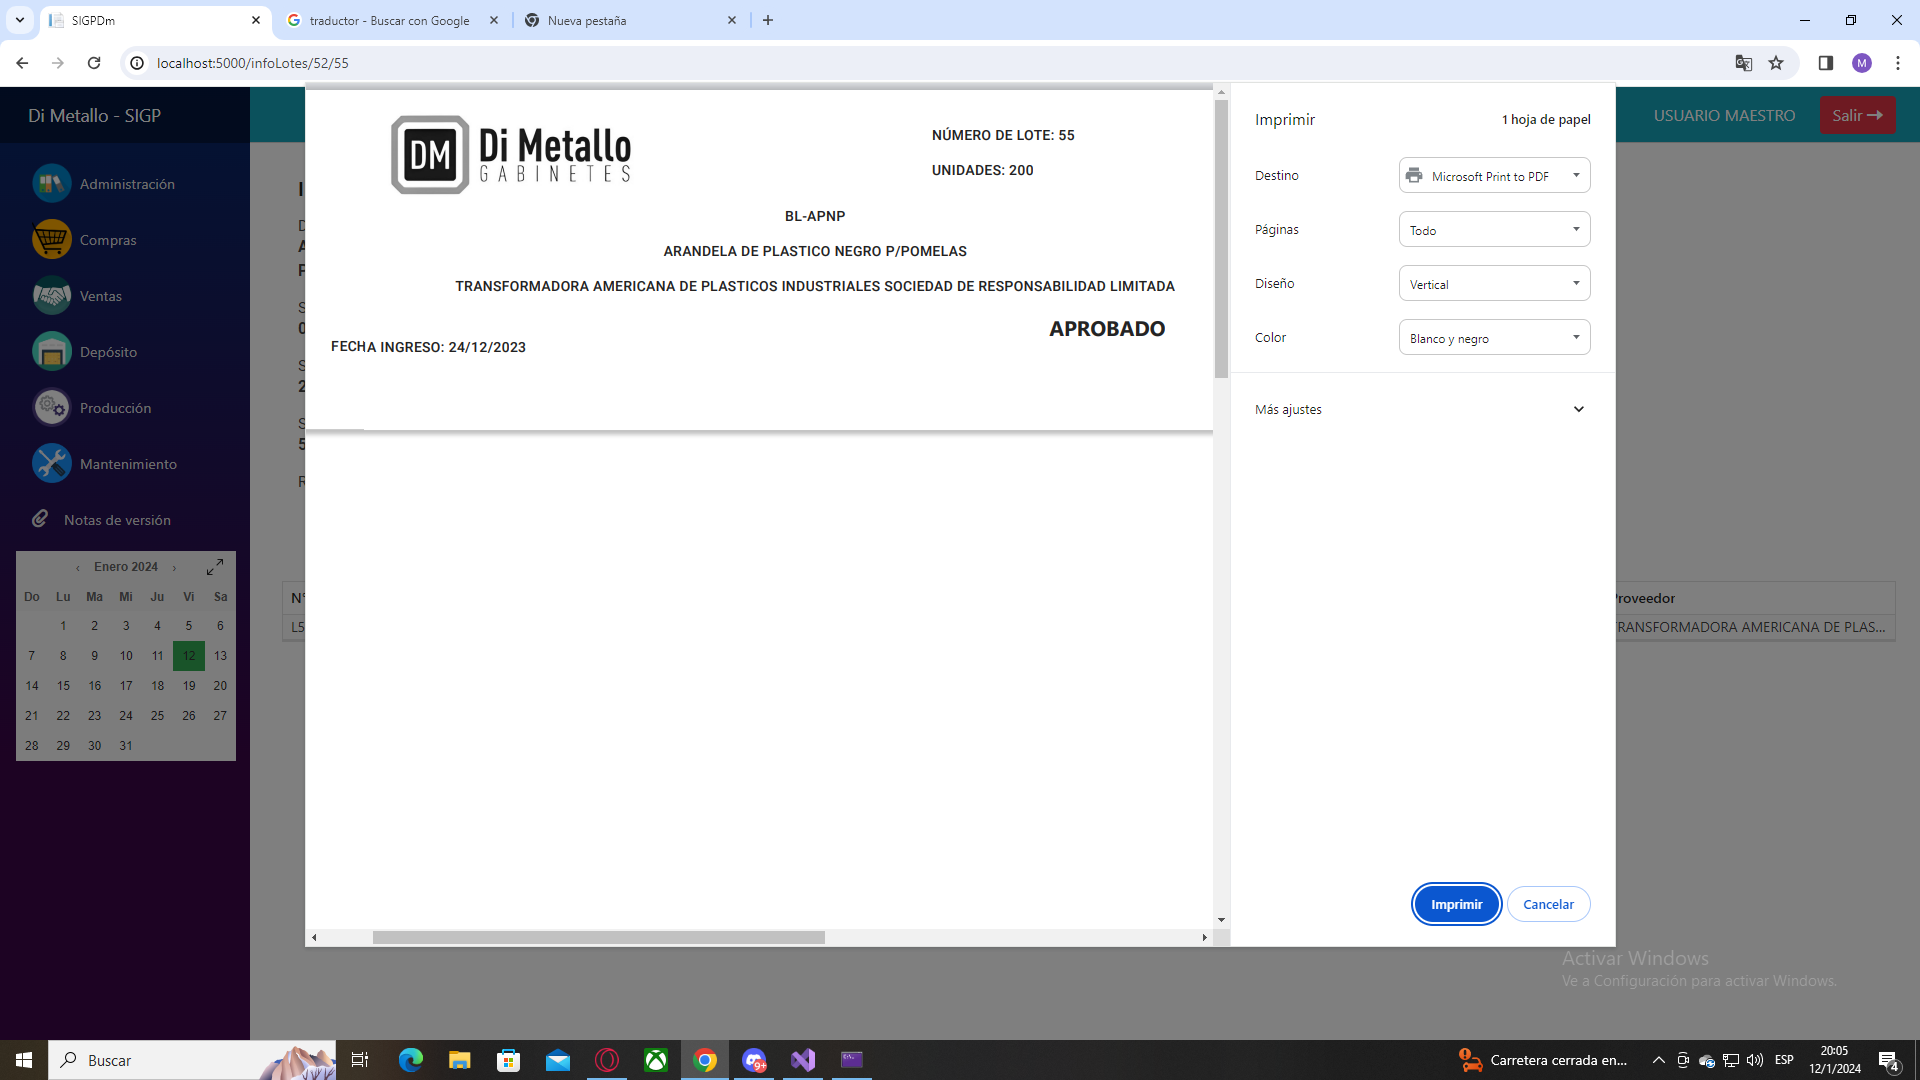 SIGPDm
traductor - Buscar con Google
Nueva pestaña
localhost:5000/infoLotes/52/55
M
Di Metallo - SIGP
USUARIO MAESTRO
Salir
Administración
Compras
Ventas
Depósito
Producción
Mantenimiento
Notas de versión
‹ Enero 2024 ›
Do Lu Ma Mi Ju Vi Sa
1 2 3 4 5 6
7 8 9 10 11 12 13
14 15 16 17 18 19 20
21 22 23 24 25 26 27
28 29 30 31
DM Di Metallo
GABINETES
NÚMERO DE LOTE: 55
UNIDADES: 200
BL-APNP
ARANDELA DE PLASTICO NEGRO P/POMELAS
TRANSFORMADORA AMERICANA DE PLASTICOS INDUSTRIALES SOCIEDAD DE RESPONSABILIDAD LIMITADA
APROBADO
FECHA INGRESO: 24/12/2023
Imprimir
1 hoja de papel
Destino
Microsoft Print to PDF
Páginas
Todo
Diseño
Vertical
Color
Blanco y negro
Más ajustes
Imprimir
Cancelar
N°
L5
Proveedor
TRANSFORMADORA AMERICANA DE PLAS...
Activar Windows
Ve a Configuración para activar Windows.
Buscar
9+
Carretera cerrada en...
ESP
20:05
12/1/2024
4